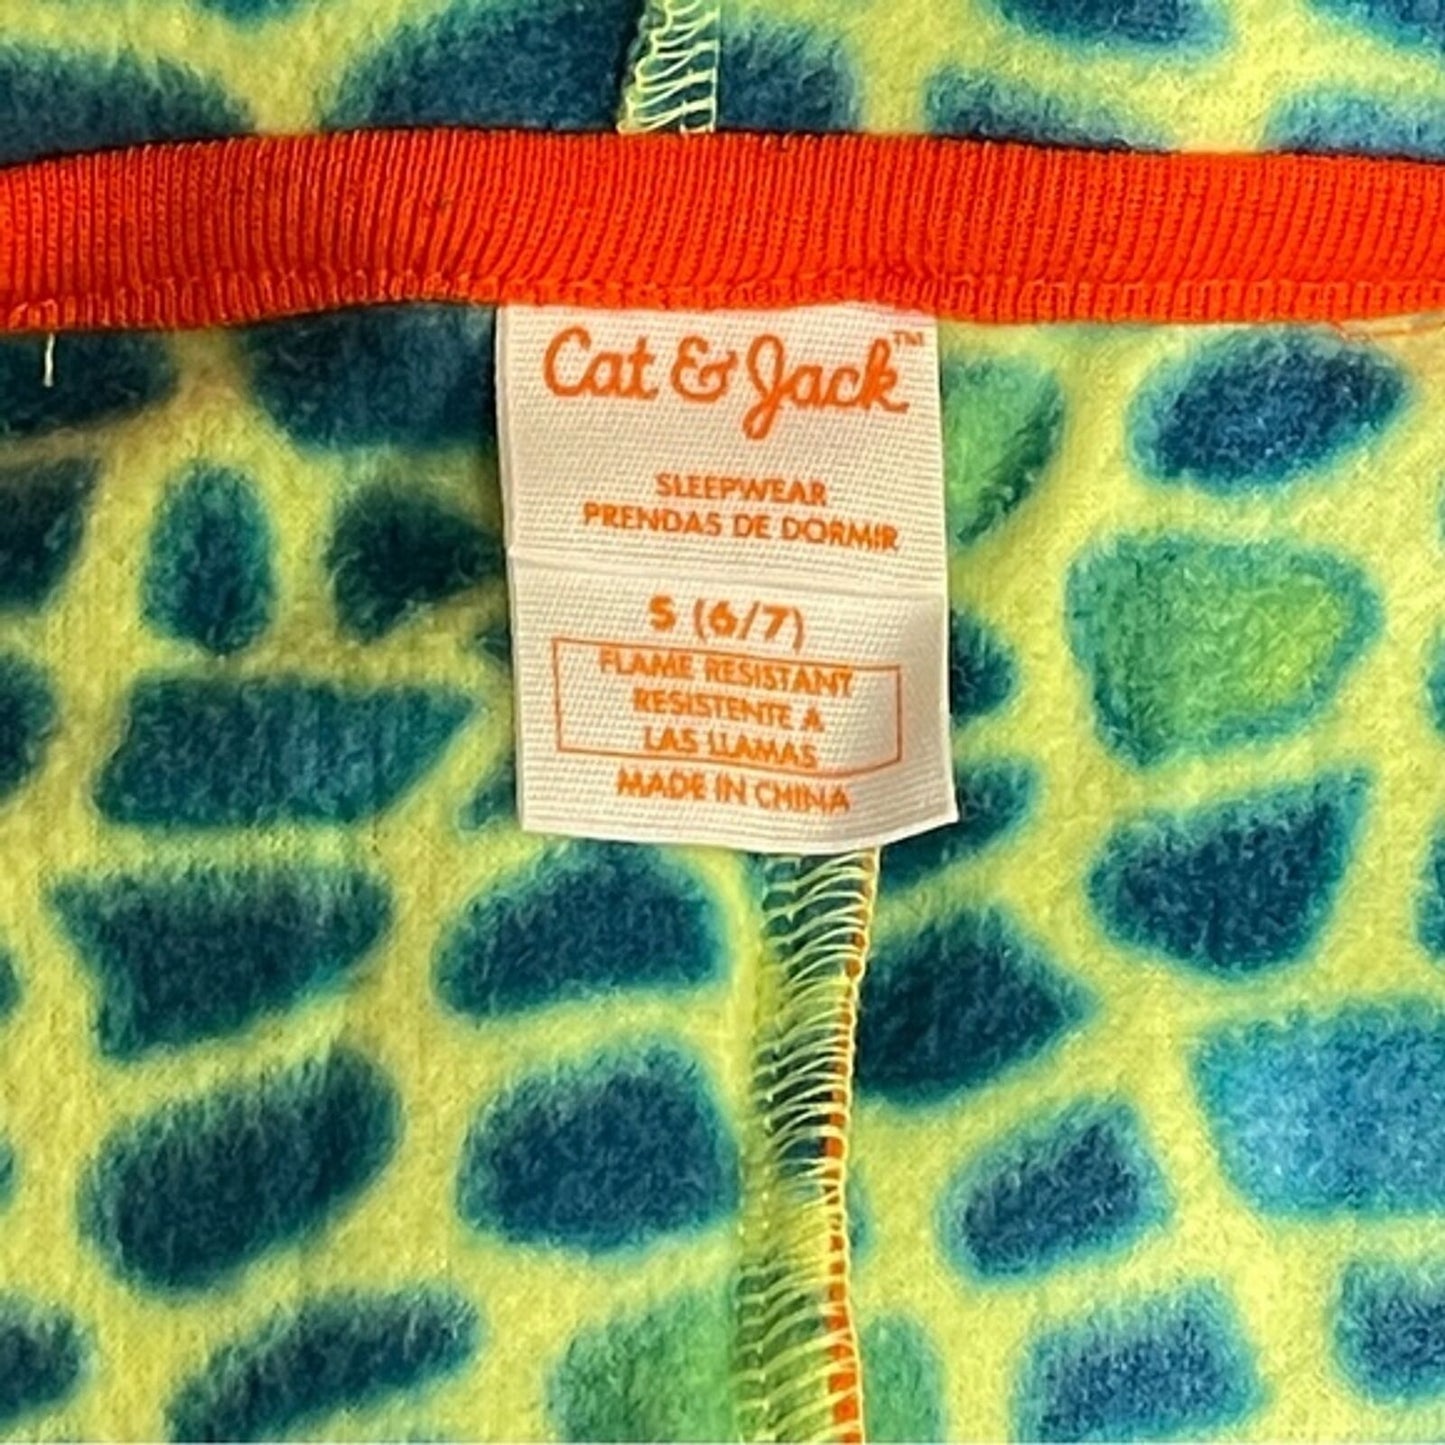 Cat & Jack™
SLEEPWEAR
PRENDAS DE DORMIR
S (6/7)
FLAME RESISTANT
RESISTENTE A
LAS LLAMAS
MADE IN CHINA